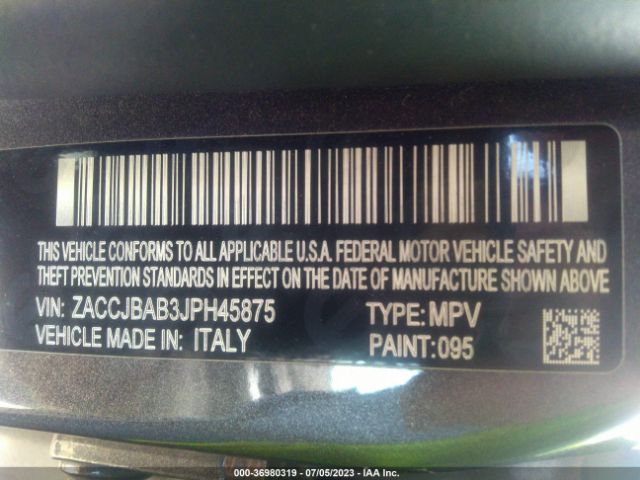 THIS VEHICLE CONFORMS TO ALL APPLICABLE U.S.A. FEDERAL MOTOR VEHICLE SAFETY AND
THEFT PREVENTION STANDARDS IN EFFECT ON THE DATE OF MANUFACTURE SHOWN ABOVE.
VIN: ZACCJBAB3JPH45875 TYPE: MPV
VEHICLE MADE IN: ITALY PAINT: 095
000-36980319 - 07/05/2023 - IAA Inc.